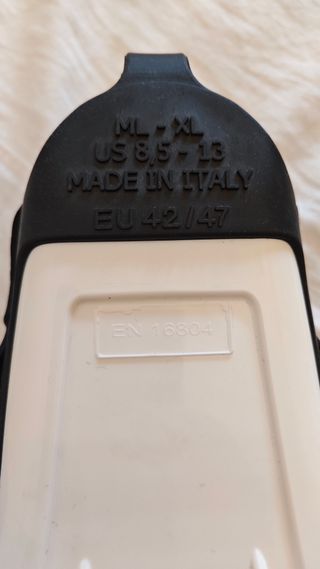 ML - XL
US 8,5 - 13
MADE IN ITALY
EU 42/47
EN 16804